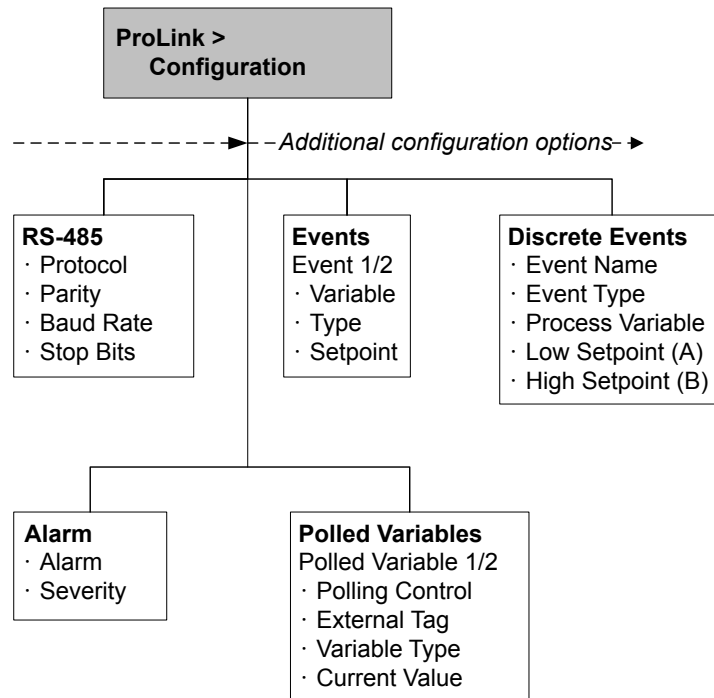 ProLink >
Configuration
Additional configuration options
RS-485
· Protocol
· Parity
· Baud Rate
· Stop Bits
Events
Event 1/2
· Variable
· Type
· Setpoint
Discrete Events
· Event Name
· Event Type
· Process Variable
· Low Setpoint (A)
· High Setpoint (B)
Alarm
· Alarm
· Severity
Polled Variables
Polled Variable 1/2
· Polling Control
· External Tag
· Variable Type
· Current Value